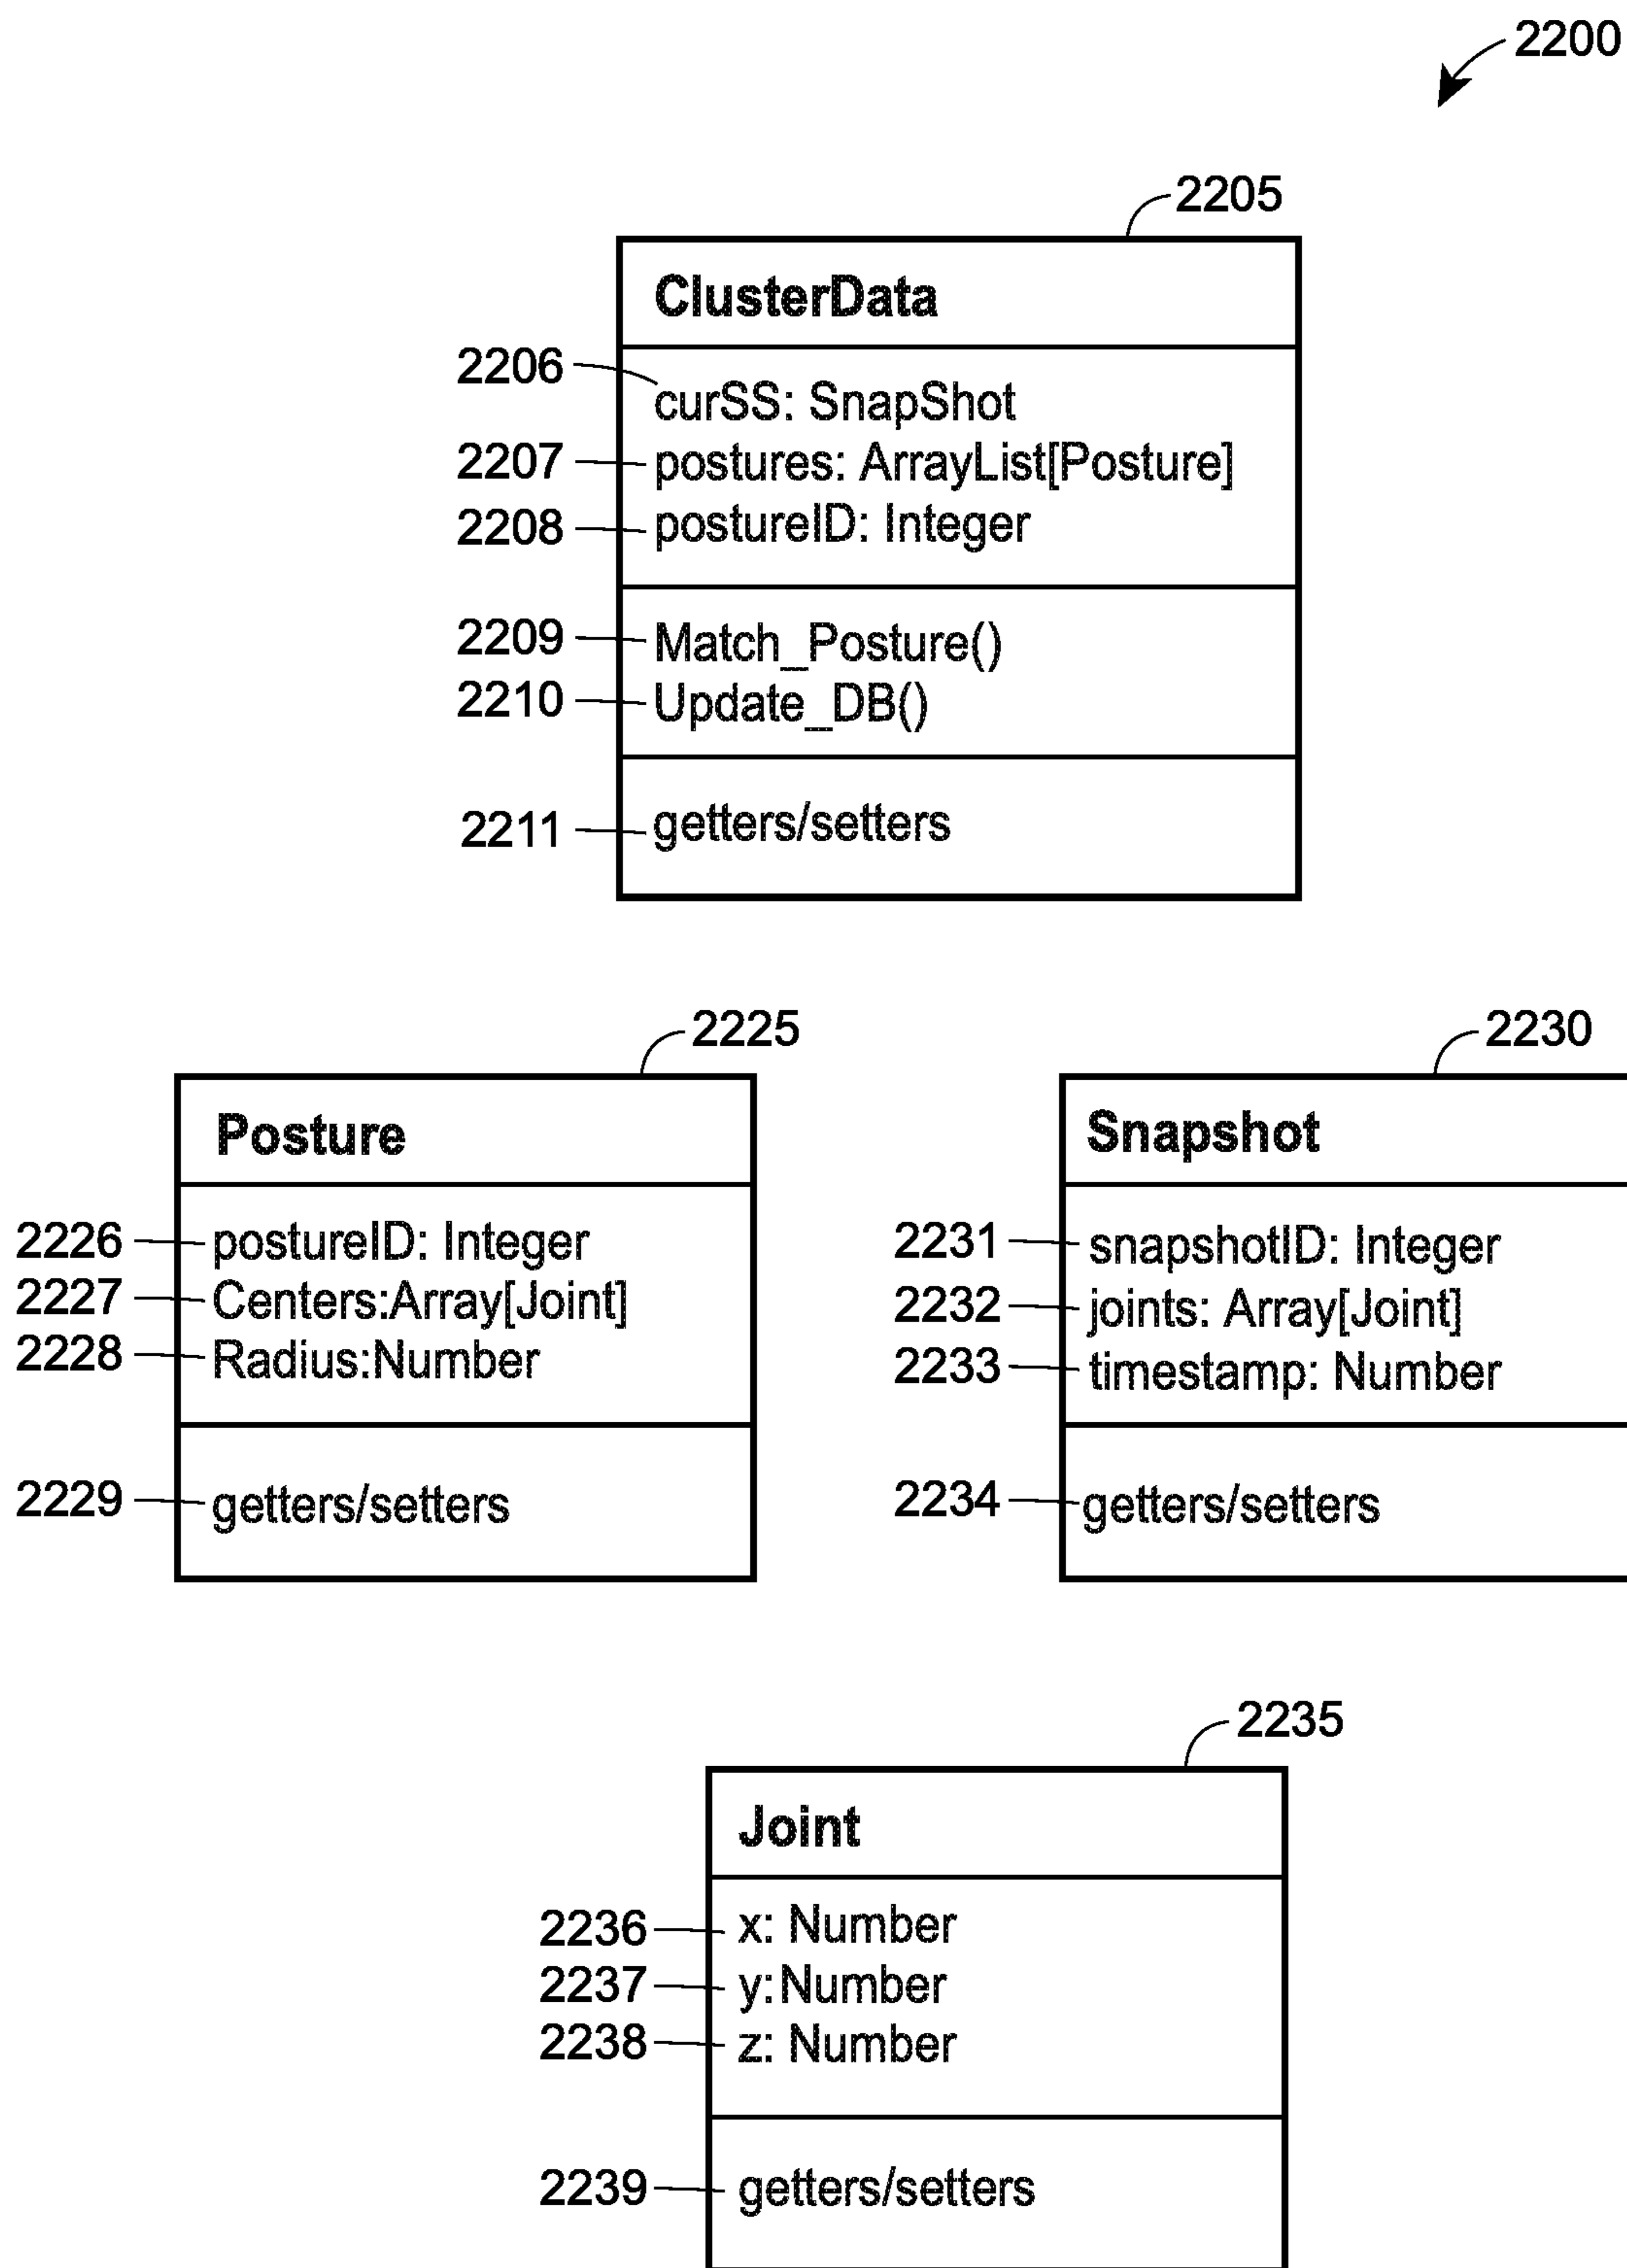 2200
2205
ClusterData
2206 curSS: SnapShot
2207 postures: ArrayList[Posture]
2208 postureID: Integer
2209 Match_Posture()
2210 Update_DB()
2211 getters/setters
2225
Posture
2226 postureID: Integer
2227 Centers:Array[Joint]
2228 Radius:Number
2229 getters/setters
2230
Snapshot
2231 snapshotID: Integer
2232 joints: Array[Joint]
2233 timestamp: Number
2234 getters/setters
2235
Joint
2236 x: Number
2237 y:Number
2238 z: Number
2239 getters/setters